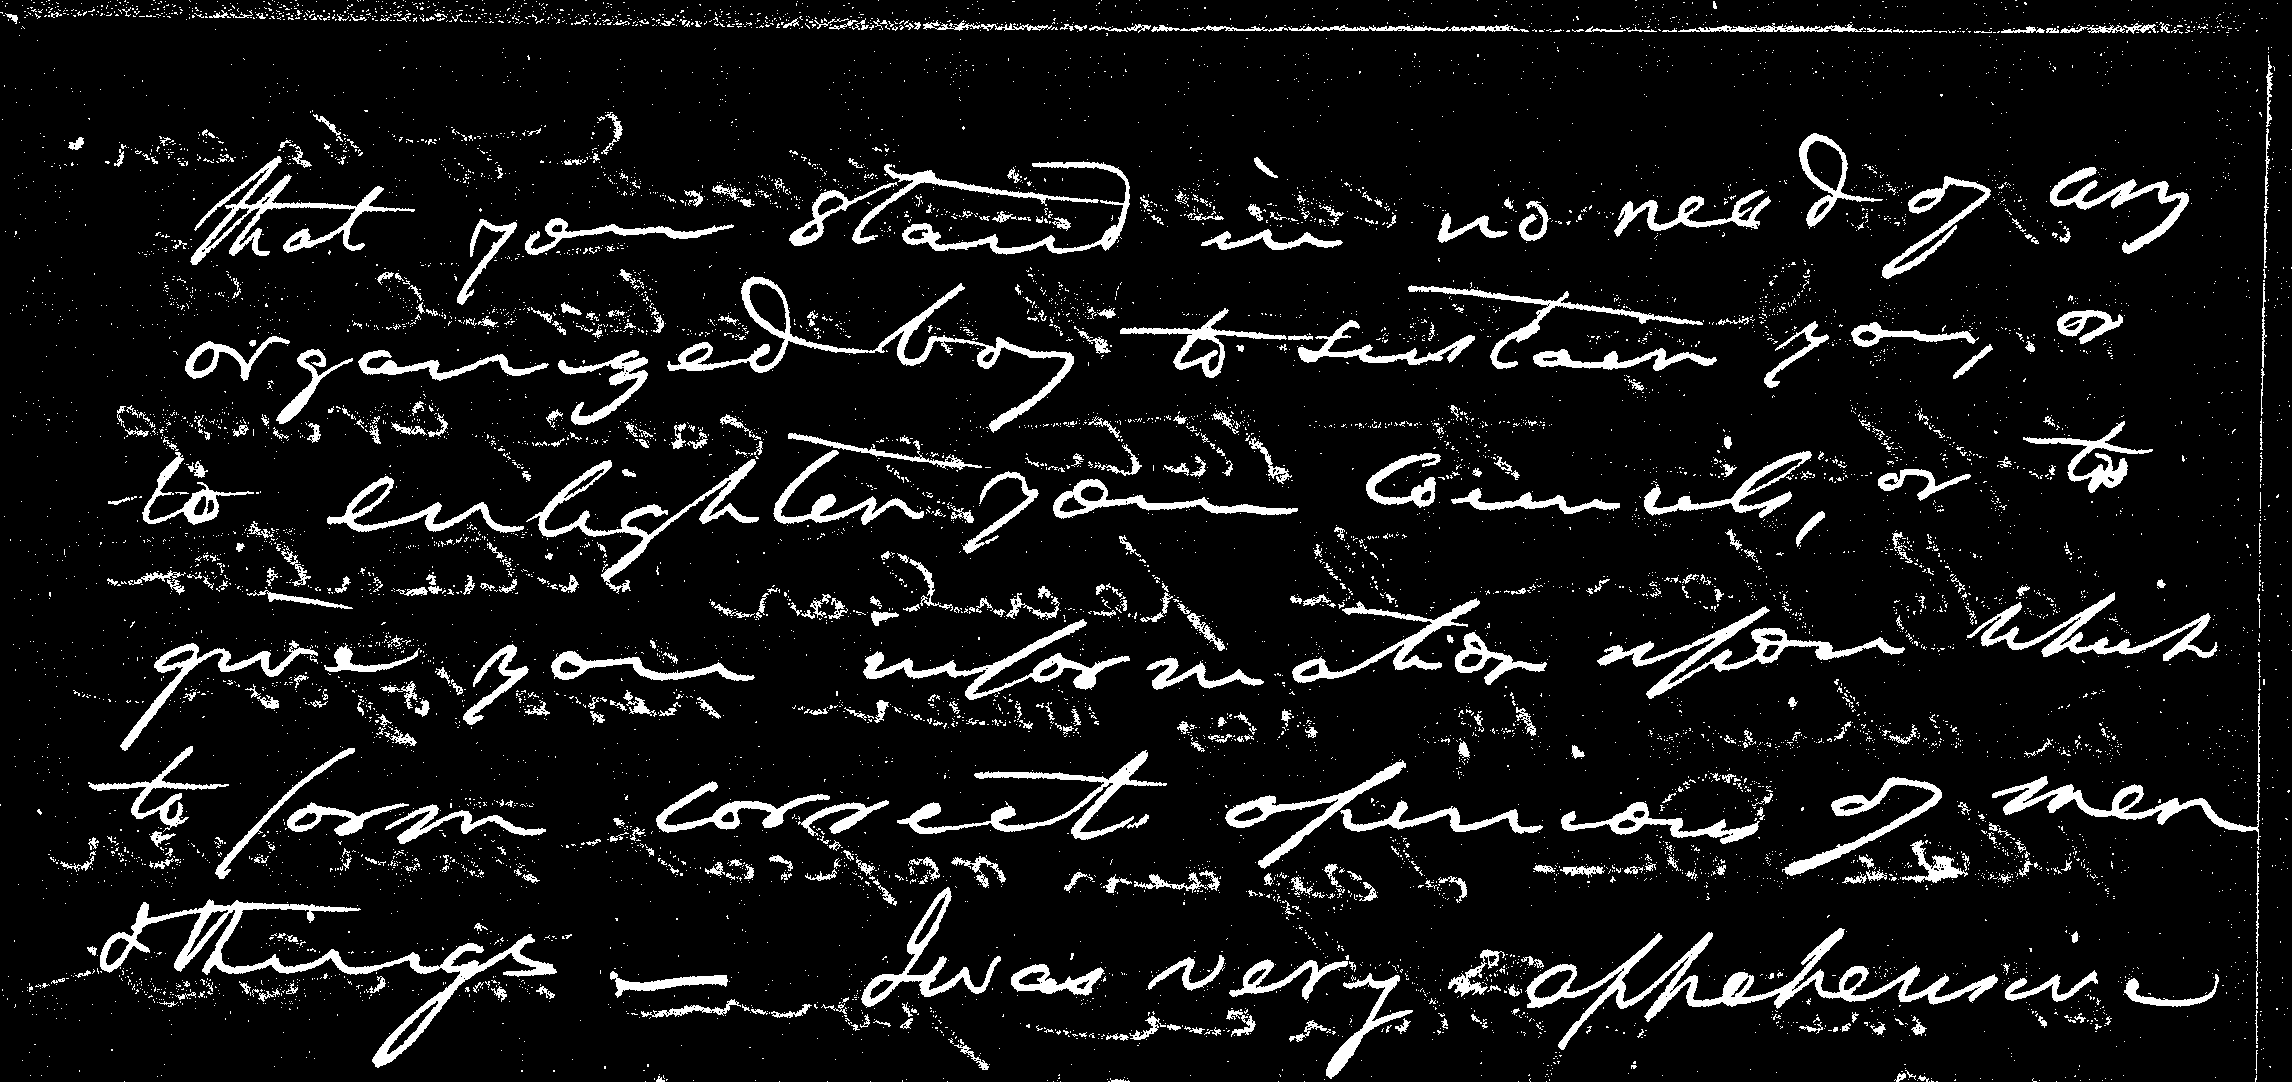 that you stand in no need of any
organized boy to sustain you, or
to enlighten your Councils, or to
give you information upon which
to form correct opinions of men
& things — I was very apprehensive